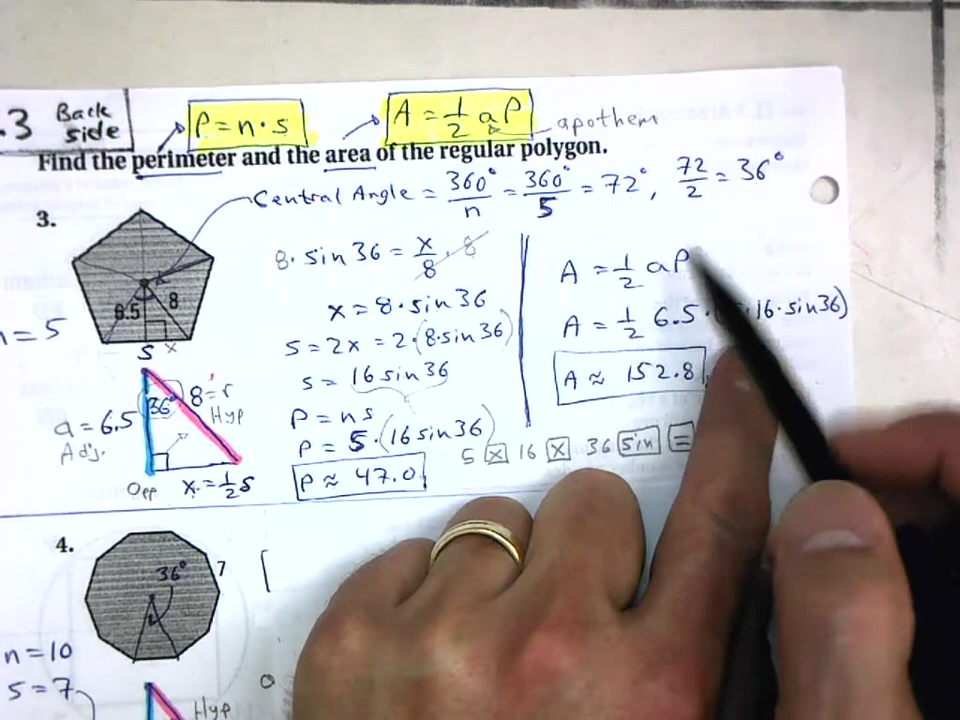 .3 Back side
P = n · s
A = 1/2 aP
apothem
Find the perimeter and the area of the regular polygon.
Central Angle = 360°/n = 360°/5 = 72°, 72/2 = 36°
3.
6.5 8
n = 5
s x
8 · sin 36 = x/8 · 8
x = 8 · sin 36
s = 2x = 2 · (8 · sin 36)
s = 16 sin 36
P = ns
P = 5 · (16 sin 36)
P ≈ 47.0
36° 8 = r
Hyp
a = 6.5
Adj.
Opp x = 1/2 s
A = 1/2 aP
A = 1/2 6.5 · 16 · sin 36)
A ≈ 152.8
5 x 16 x 36 sin =
4.
36° 7
n = 10
s = 7
Hyp